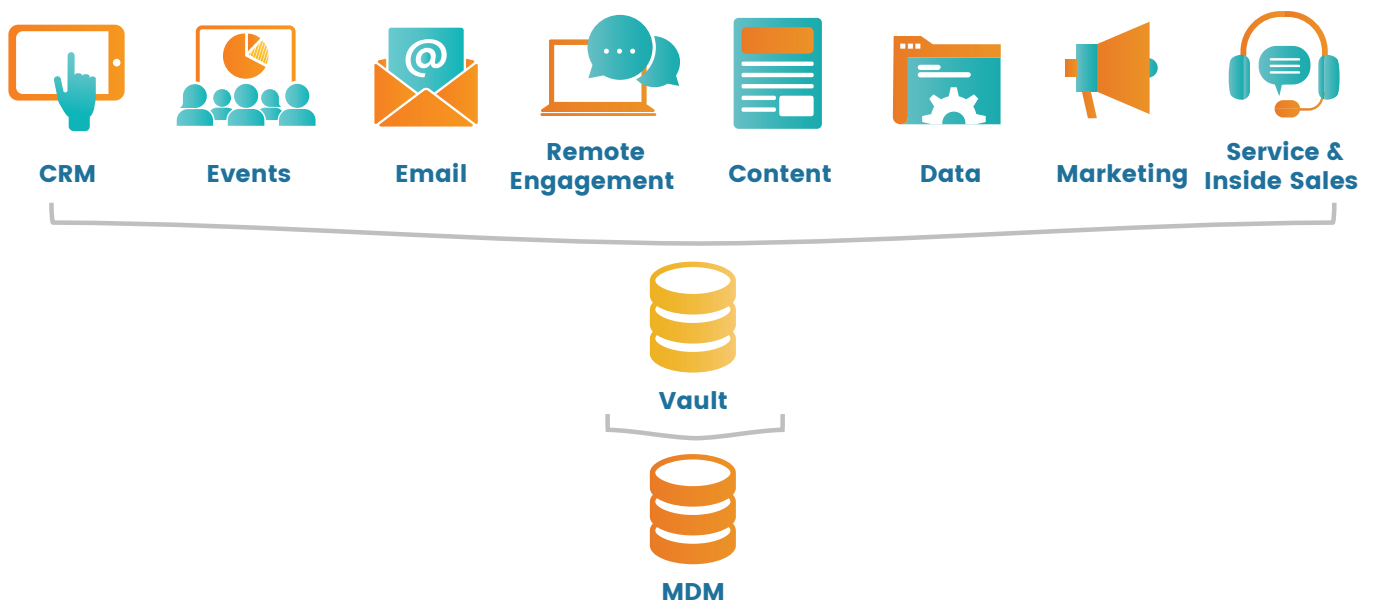 @
CRM
Events
Email
Remote
Engagement
Content
Data
Marketing
Service &
Inside Sales
Vault
MDM